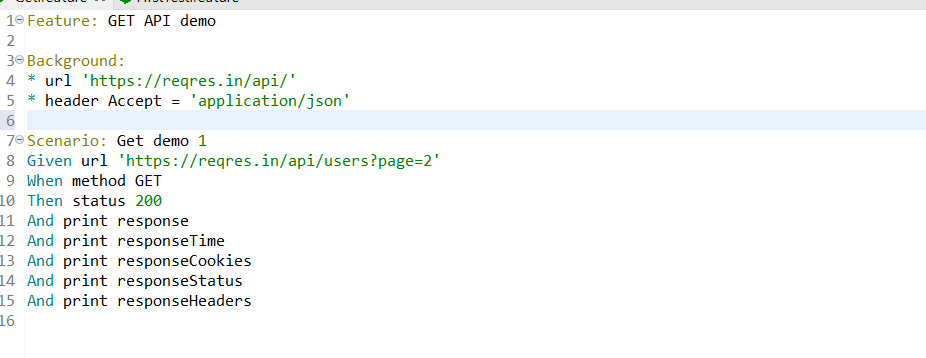 1 Feature: GET API demo
2
3 Background:
4 * url 'https://reqres.in/api/'
5 * header Accept = 'application/json'
6
7 Scenario: Get demo 1
8 Given url 'https://reqres.in/api/users?page=2'
9 When method GET
10 Then status 200
11 And print response
12 And print responseTime
13 And print responseCookies
14 And print responseStatus
15 And print responseHeaders
16